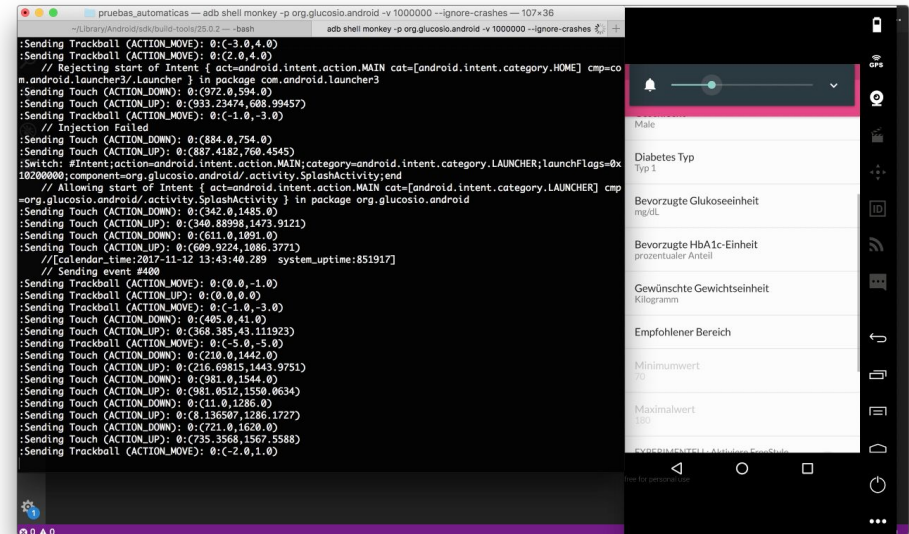 pruebas_automaticas — adb shell monkey -p org.glucosio.android -v 1000000 --ignore-crashes — 107×36
~/Library/Android/sdk/build-tools/25.0.2 — -bash
adb shell monkey -p org.glucosio.android -v 1000000 --ignore-crashes
:Sending Trackball (ACTION_MOVE): 0:(-3.0,4.0)
:Sending Trackball (ACTION_MOVE): 0:(2.0,4.0)
// Rejecting start of Intent { act=android.intent.action.MAIN cat=[android.intent.category.HOME] cmp=co
m.android.launcher3/.Launcher } in package com.android.launcher3
:Sending Touch (ACTION_DOWN): 0:(972.0,594.0)
:Sending Touch (ACTION_UP): 0:(933.23474,608.99457)
:Sending Trackball (ACTION_MOVE): 0:(-1.0,-3.0)
// Injection Failed
:Sending Touch (ACTION_DOWN): 0:(884.0,754.0)
:Sending Touch (ACTION_UP): 0:(887.4182,760.4545)
:Switch: #Intent;action=android.intent.action.MAIN;category=android.intent.category.LAUNCHER;launchFlags=0x
10200000;component=org.glucosio.android/.activity.SplashActivity;end
// Allowing start of Intent { act=android.intent.action.MAIN cat=[android.intent.category.LAUNCHER] cmp
=org.glucosio.android/.activity.SplashActivity } in package org.glucosio.android
:Sending Touch (ACTION_DOWN): 0:(342.0,1485.0)
:Sending Touch (ACTION_UP): 0:(340.88998,1473.9121)
:Sending Touch (ACTION_DOWN): 0:(611.0,1091.0)
:Sending Touch (ACTION_UP): 0:(609.9224,1086.3771)
//[calendar_time:2017-11-12 13:43:40.289 system_uptime:851917]
// Sending event #400
:Sending Trackball (ACTION_MOVE): 0:(0.0,-1.0)
:Sending Trackball (ACTION_UP): 0:(0.0,0.0)
:Sending Trackball (ACTION_MOVE): 0:(-1.0,-3.0)
:Sending Touch (ACTION_DOWN): 0:(405.0,41.0)
:Sending Touch (ACTION_UP): 0:(368.385,43.111923)
:Sending Trackball (ACTION_MOVE): 0:(-5.0,-5.0)
:Sending Touch (ACTION_DOWN): 0:(210.0,1442.0)
:Sending Touch (ACTION_UP): 0:(216.69815,1443.9751)
:Sending Touch (ACTION_DOWN): 0:(981.0,1544.0)
:Sending Touch (ACTION_UP): 0:(981.0512,1550.0634)
:Sending Touch (ACTION_DOWN): 0:(11.0,1286.0)
:Sending Touch (ACTION_UP): 0:(8.136507,1286.1727)
:Sending Touch (ACTION_DOWN): 0:(721.0,1620.0)
:Sending Touch (ACTION_UP): 0:(735.3568,1567.5588)
:Sending Trackball (ACTION_MOVE): 0:(-2.0,1.0)
1
0 0
Male
Diabetes Typ
Typ 1
Bevorzugte Glukoseeinheit
mg/dL
Bevorzugte HbA1c-Einheit
prozentualer Anteil
Gewünschte Gewichtseinheit
Kilogramm
Empfohlener Bereich
Minimumwert
70
Maximalwert
180
EXPERIMENTELL: Aktiviere FreeStyle
free for personal use
GPS
ID